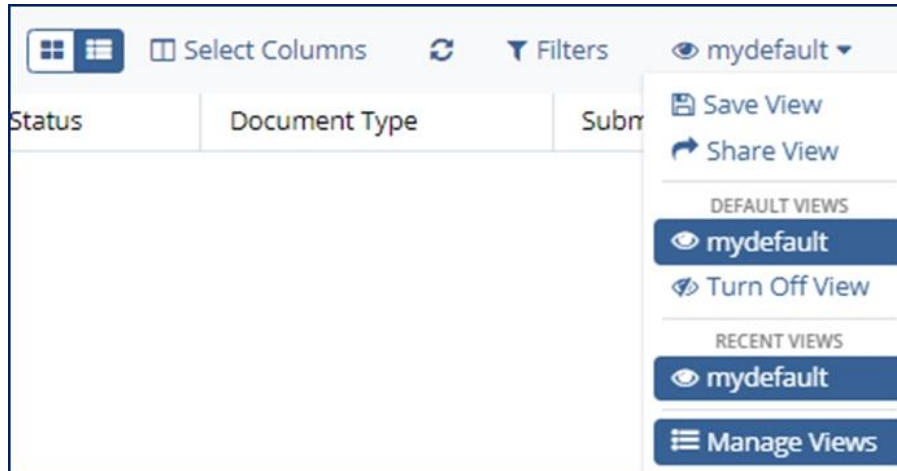 Select Columns Filters mydefault
Status Document Type Subm
Save View
Share View
DEFAULT VIEWS
mydefault
Turn Off View
RECENT VIEWS
mydefault
Manage Views